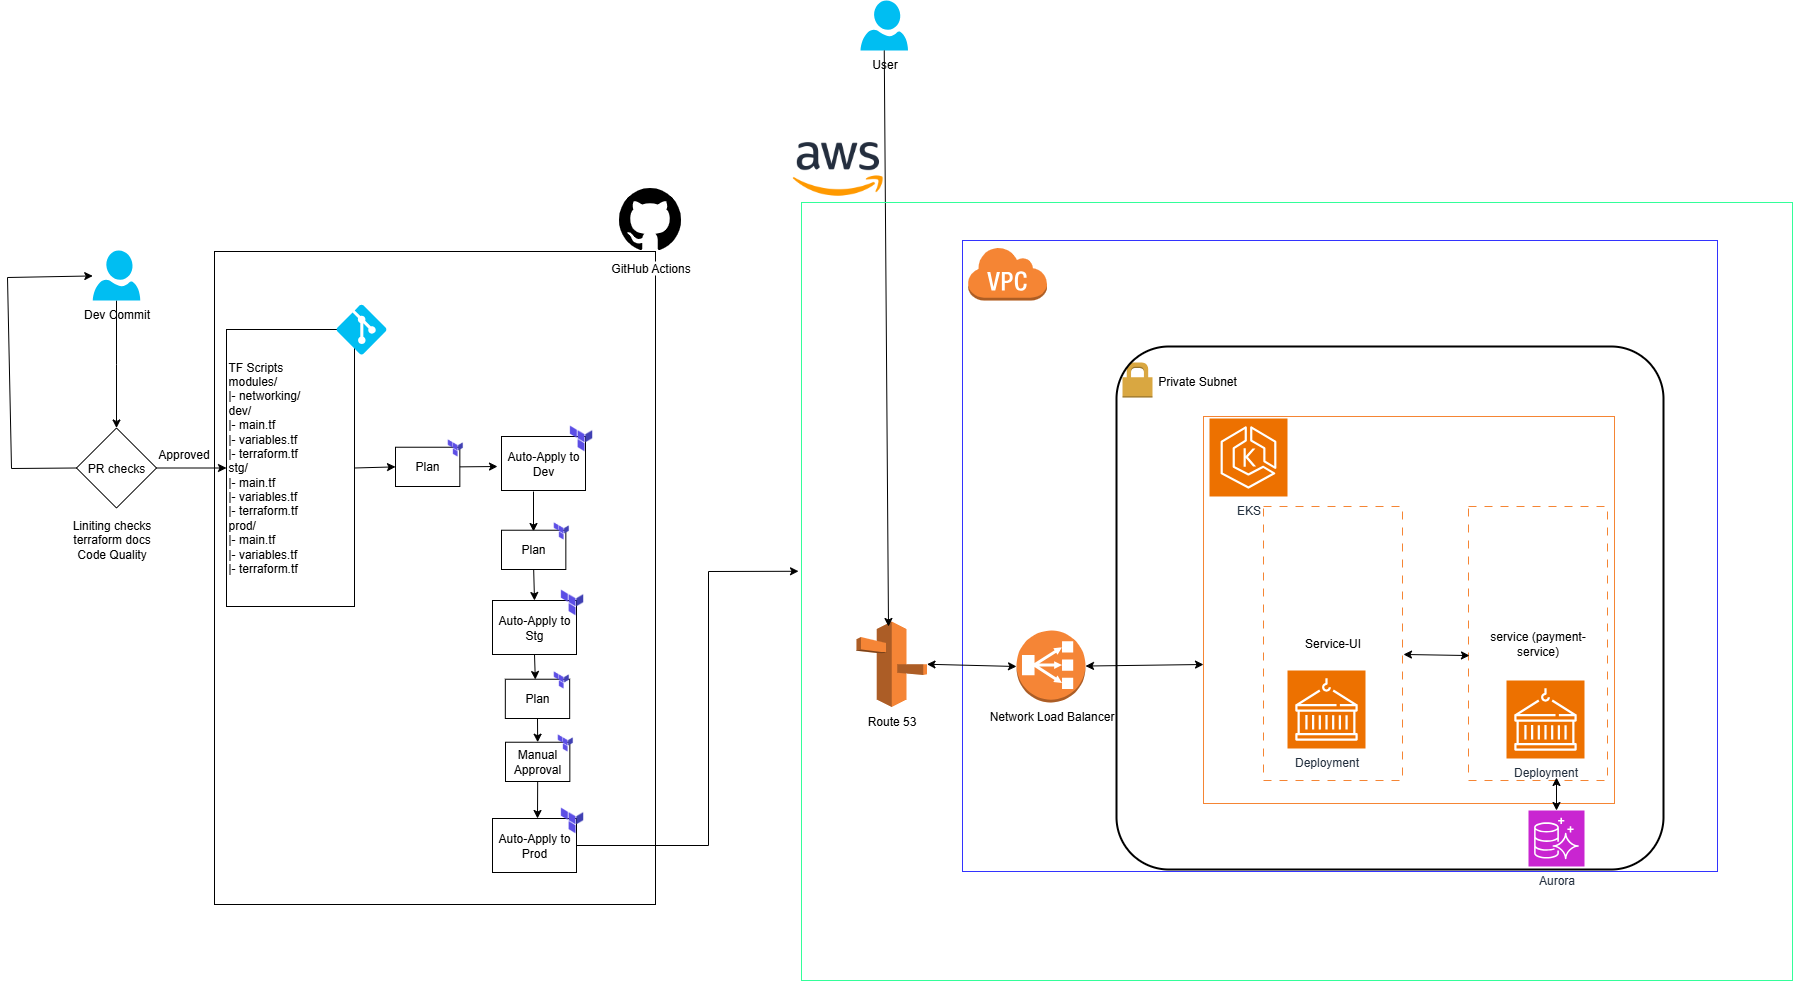 User
aws
GitHub Actions
Dev Commit
PR checks
Approved
Liniting checks
terraform docs
Code Quality
TF Scripts
modules/
|- networking/
dev/
|- main.tf
|- variables.tf
|- terraform.tf
stg/
|- main.tf
|- variables.tf
|- terraform.tf
prod/
|- main.tf
|- variables.tf
|- terraform.tf
Plan
Auto-Apply to
Dev
Plan
Auto-Apply to
Stg
Plan
Manual
Approval
Auto-Apply to
Prod
VPC
Private Subnet
K
EKS
Route 53
Network Load Balancer
Service-UI
Deployment
service (payment-
service)
Deployment
Aurora